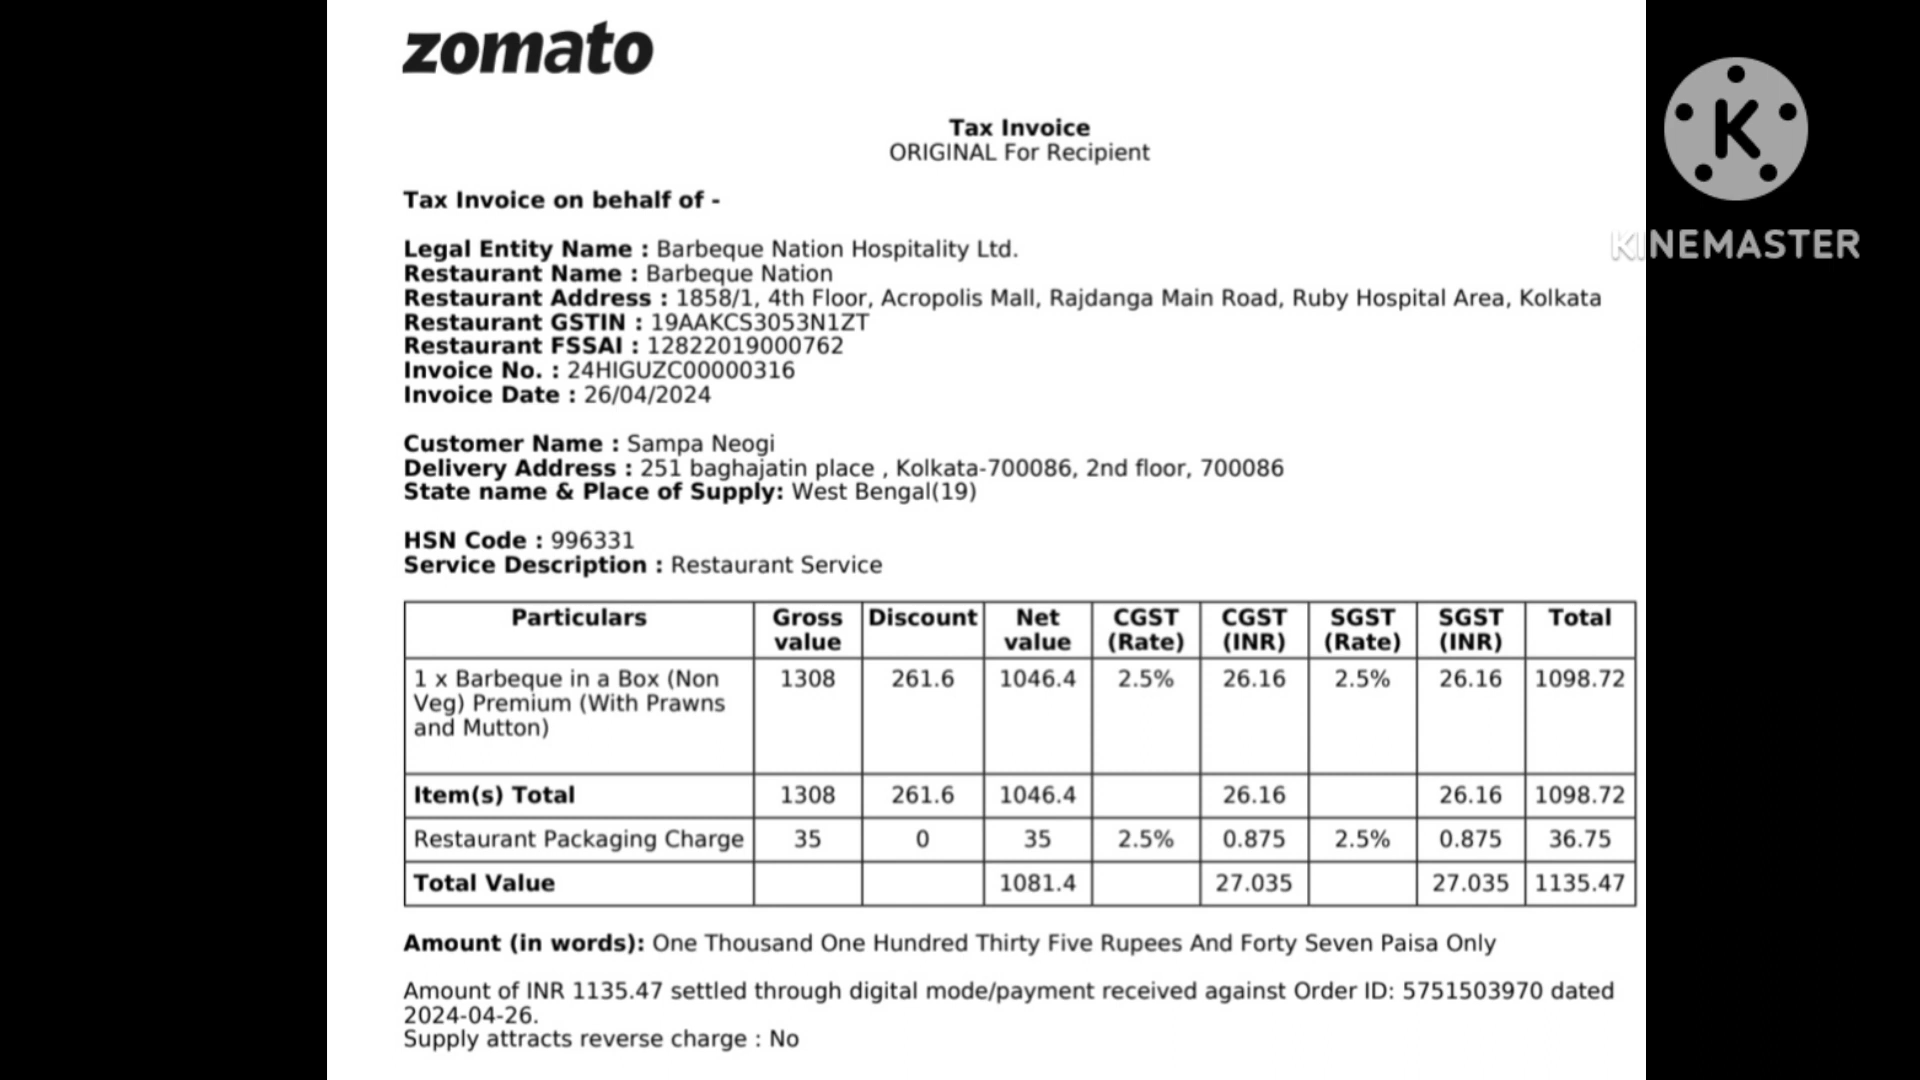 zomato
Tax Invoice
ORIGINAL For Recipient
Tax Invoice on behalf of -
Legal Entity Name : Barbeque Nation Hospitality Ltd.
Restaurant Name : Barbeque Nation
Restaurant Address : 1858/1, 4th Floor, Acropolis Mall, Rajdanga Main Road, Ruby Hospital Area, Kolkata
Restaurant GSTIN : 19AAKCS3053N1ZT
Restaurant FSSAI : 12822019000762
Invoice No. : 24HIGUZC00000316
Invoice Date : 26/04/2024
Customer Name : Sampa Neogi
Delivery Address : 251 baghajatin place , Kolkata-700086, 2nd floor, 700086
State name & Place of Supply: West Bengal(19)
HSN Code : 996331
Service Description : Restaurant Service
Particulars Gross value Discount Net value CGST (Rate) CGST (INR) SGST (Rate) SGST (INR) Total
1 x Barbeque in a Box (Non 1308 261.6 1046.4 2.5% 26.16 2.5% 26.16 1098.72
Veg) Premium (With Prawns
and Mutton)
Item(s) Total 1308 261.6 1046.4 26.16 26.16 1098.72
Restaurant Packaging Charge 35 0 35 2.5% 0.875 2.5% 0.875 36.75
Total Value 1081.4 27.035 27.035 1135.47
Amount (in words): One Thousand One Hundred Thirty Five Rupees And Forty Seven Paisa Only
Amount of INR 1135.47 settled through digital mode/payment received against Order ID: 5751503970 dated
2024-04-26.
Supply attracts reverse charge : No
K
KINEMASTER